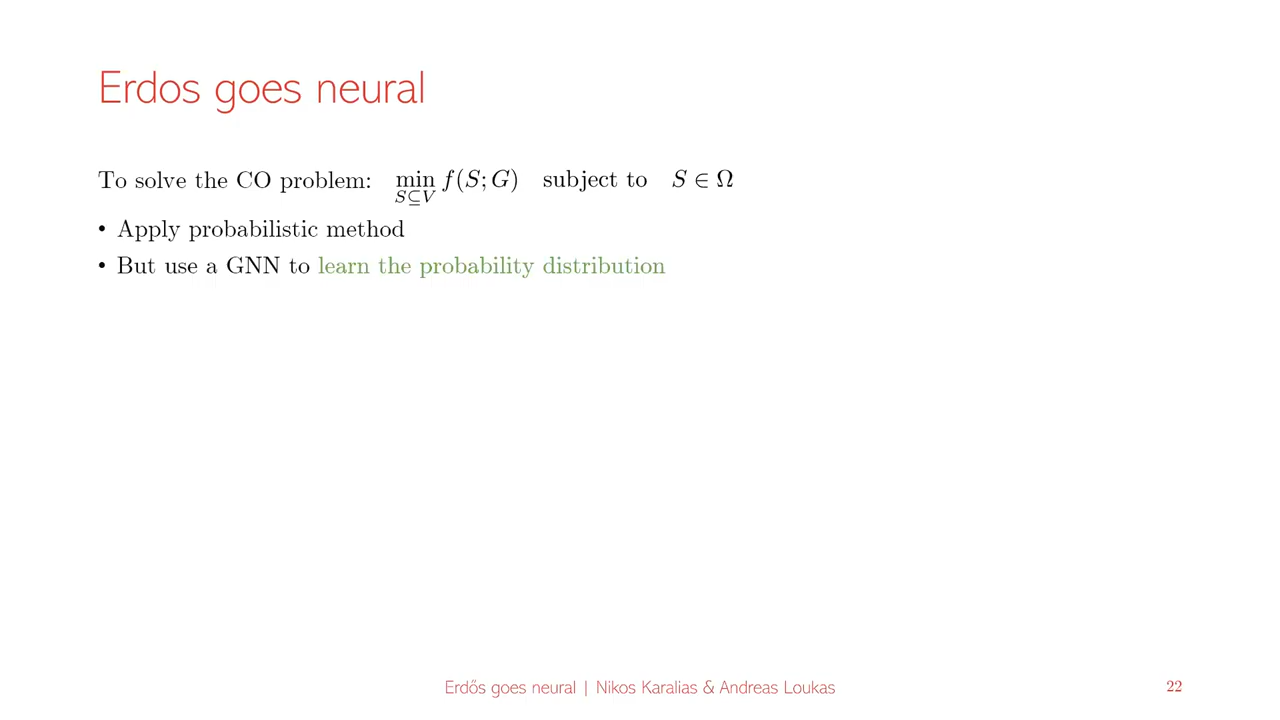 Erdos goes neural
To solve the CO problem: min_{S⊆V} f(S; G) subject to S ∈ Ω
• Apply probabilistic method
• But use a GNN to learn the probability distribution
Erdős goes neural | Nikos Karalias & Andreas Loukas
22